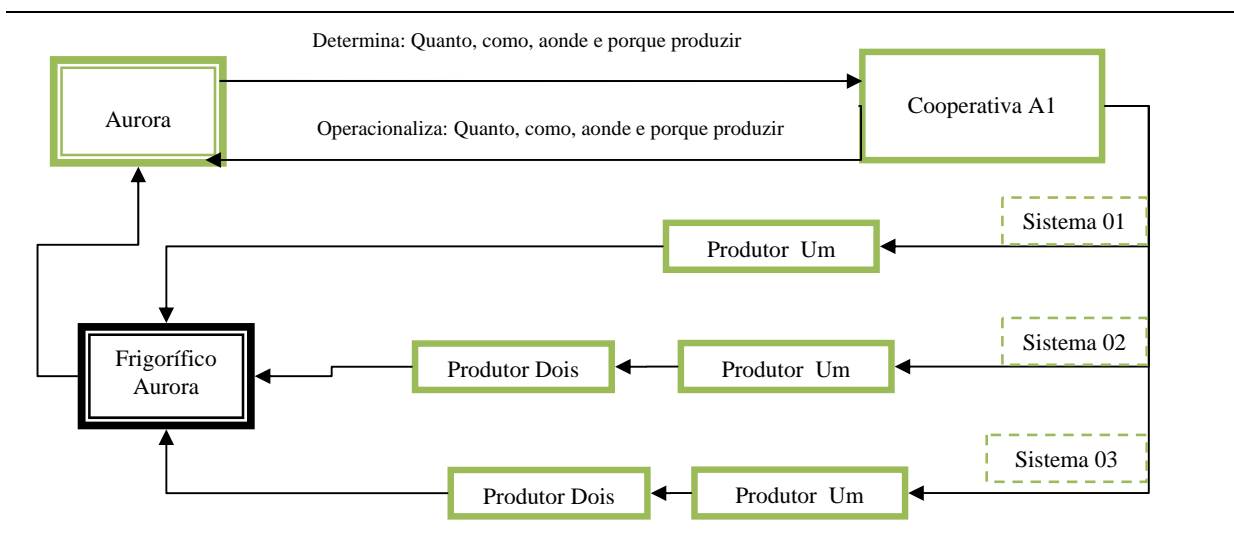 Determina: Quanto, como, aonde e porque produzir
Aurora
Cooperativa A1
Operacionaliza: Quanto, como, aonde e porque produzir
Sistema 01
Produtor Um
Sistema 02
Frigorífico
Aurora
Produtor Dois
Produtor Um
Sistema 03
Produtor Dois
Produtor Um